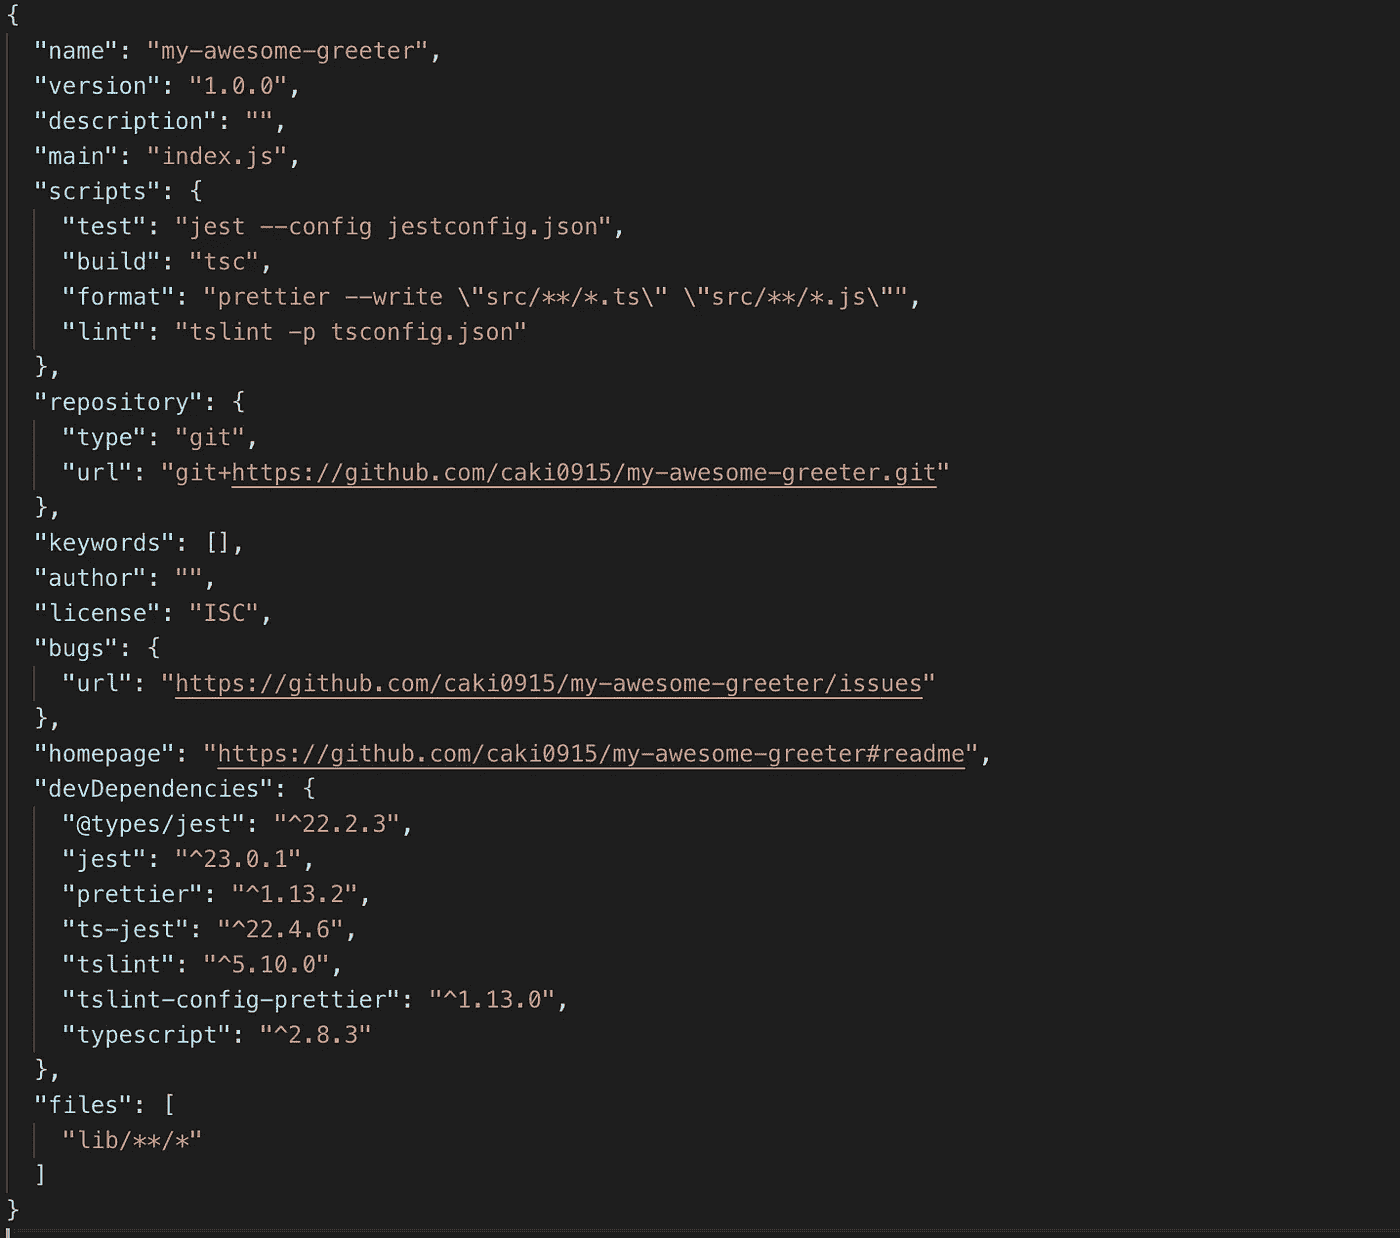 {
  "name": "my-awesome-greeter",
  "version": "1.0.0",
  "description": "",
  "main": "index.js",
  "scripts": {
    "test": "jest --config jestconfig.json",
    "build": "tsc",
    "format": "prettier --write \"src/**/*.ts\" \"src/**/*.js\"",
    "lint": "tslint -p tsconfig.json"
  },
  "repository": {
    "type": "git",
    "url": "git+https://github.com/caki0915/my-awesome-greeter.git"
  },
  "keywords": [],
  "author": "",
  "license": "ISC",
  "bugs": {
    "url": "https://github.com/caki0915/my-awesome-greeter/issues"
  },
  "homepage": "https://github.com/caki0915/my-awesome-greeter#readme",
  "devDependencies": {
    "@types/jest": "^22.2.3",
    "jest": "^23.0.1",
    "prettier": "^1.13.2",
    "ts-jest": "^22.4.6",
    "tslint": "^5.10.0",
    "tslint-config-prettier": "^1.13.0",
    "typescript": "^2.8.3"
  },
  "files": [
    "lib/**/*"
  ]
}